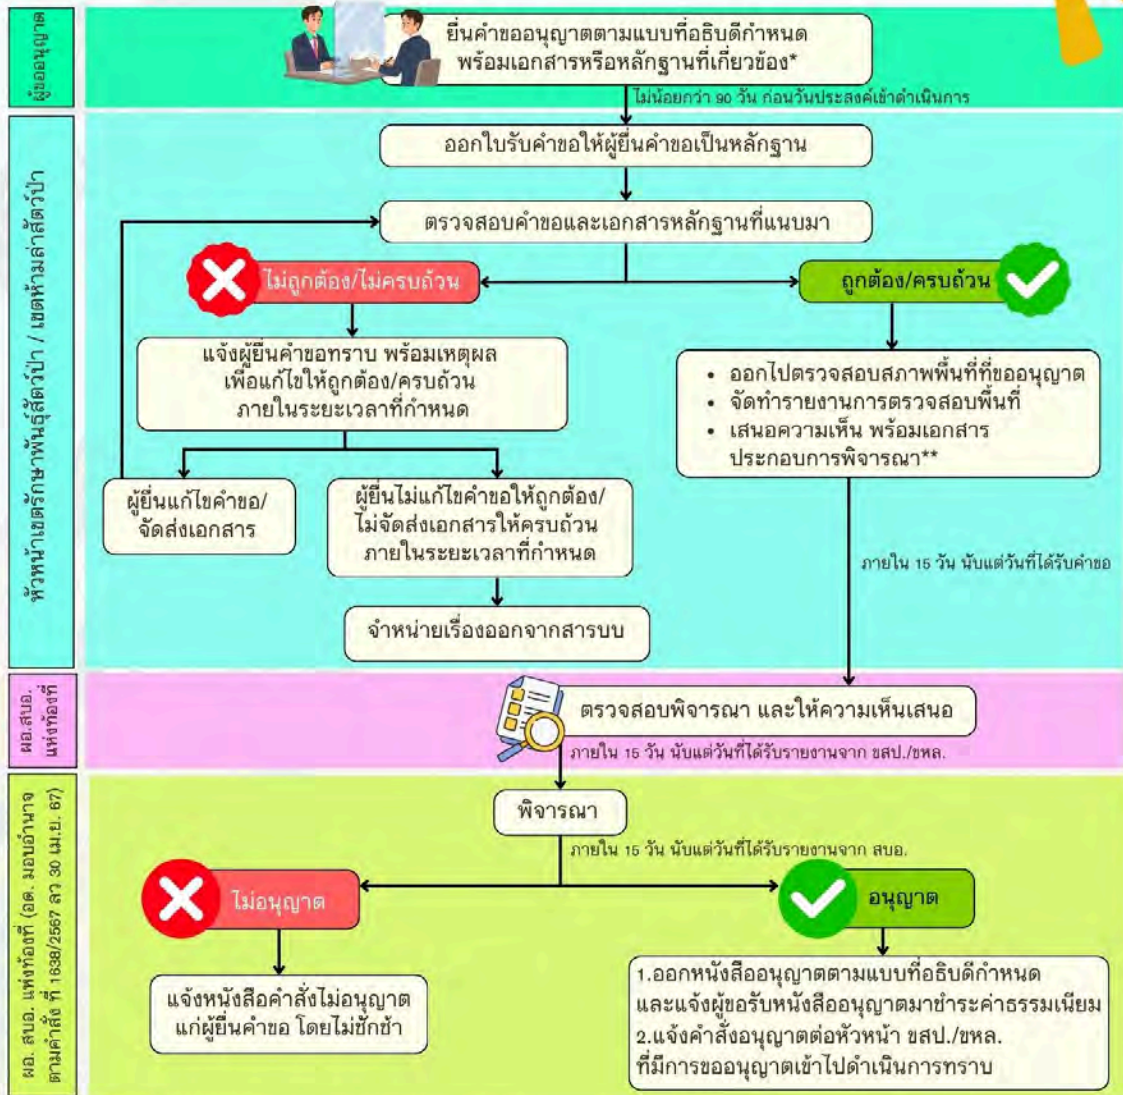 ผู้ขออนุญาต
ยื่นคำขออนุญาตตามแบบที่อธิบดีกำหนด
พร้อมเอกสารหรือหลักฐานที่เกี่ยวข้อง*
ไม่น้อยกว่า 90 วัน ก่อนวันประสงค์เข้าดำเนินการ
หัวหน้าเขตรักษาพันธุ์สัตว์ป่า / เขตห้ามล่าสัตว์ป่า
ออกใบรับคำขอให้ผู้ยื่นคำขอเป็นหลักฐาน
ตรวจสอบคำขอและเอกสารหลักฐานที่แนบมา
ไม่ถูกต้อง/ไม่ครบถ้วน
ถูกต้อง/ครบถ้วน
แจ้งผู้ยื่นคำขอทราบ พร้อมเหตุผล
เพื่อแก้ไขให้ถูกต้อง/ครบถ้วน
ภายในระยะเวลาที่กำหนด
• ออกไปตรวจสอบสภาพพื้นที่ที่ขออนุญาต
• จัดทำรายงานการตรวจสอบพื้นที่
• เสนอความเห็น พร้อมเอกสาร
ประกอบการพิจารณา**
ผู้ยื่นแก้ไขคำขอ/
จัดส่งเอกสาร
ผู้ยื่นไม่แก้ไขคำขอให้ถูกต้อง/
ไม่จัดส่งเอกสารให้ครบถ้วน
ภายในระยะเวลาที่กำหนด
ภายใน 15 วัน นับแต่วันที่ได้รับคำขอ
จำหน่ายเรื่องออกจากสารบบ
ผอ.สบอ.
แห่งท้องที่
ตรวจสอบพิจารณา และให้ความเห็นเสนอ
ภายใน 15 วัน นับแต่วันที่ได้รับรายงานจาก ขสป./ขหล.
ผอ. สบอ. แห่งท้องที่ (อด. มอบอำนาจ
ตามคำสั่ง ที่ 1638/2567 ลว 30 เม.ย. 67)
พิจารณา
ภายใน 15 วัน นับแต่วันที่ได้รับรายงานจาก สบอ.
ไม่อนุญาต
อนุญาต
แจ้งหนังสือคำสั่งไม่อนุญาต
แก่ผู้ยื่นคำขอ โดยไม่ชักช้า
1.ออกหนังสืออนุญาตตามแบบที่อธิบดีกำหนด
และแจ้งผู้ขอรับหนังสืออนุญาตมาชำระค่าธรรมเนียม
2.แจ้งคำสั่งอนุญาตต่อหัวหน้า ขสป./ขหล.
ที่มีการขออนุญาตเข้าไปดำเนินการทราบ